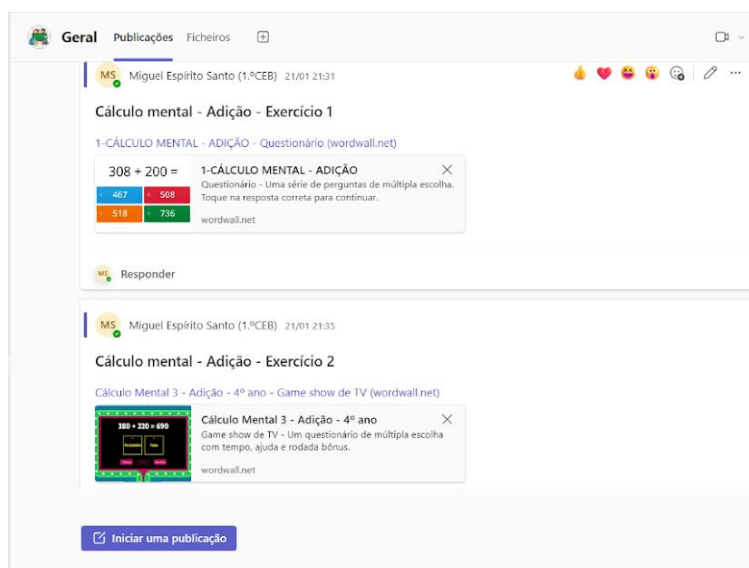 Geral Publicações Ficheiros
MS Miguel Espírito Santo (1.ºCEB) 21/01 21:31
Cálculo mental - Adição - Exercício 1
1-CÁLCULO MENTAL - ADIÇÃO - Questionário (wordwall.net)
308 + 200 =
467 508
518 736
1-CÁLCULO MENTAL - ADIÇÃO
Questionário - Uma série de perguntas de múltipla escolha.
Toque na resposta correta para continuar.
wordwall.net
MS Responder
MS Miguel Espírito Santo (1.ºCEB) 21/01 21:35
Cálculo mental - Adição - Exercício 2
Cálculo Mental 3 - Adição - 4º ano - Game show de TV (wordwall.net)
380 + 220 = 690
Cálculo Mental 3 - Adição - 4º ano
Game show de TV - Um questionário de múltipla escolha
com tempo, ajuda e rodada bônus.
wordwall.net
Iniciar uma publicação